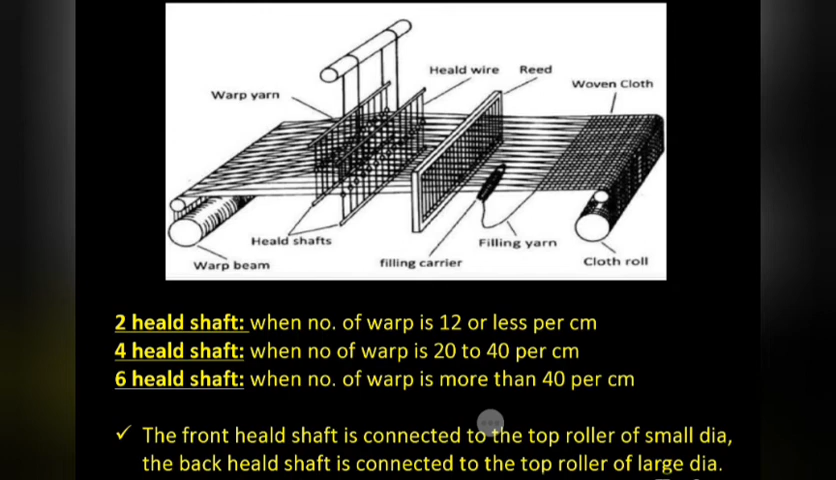 Heald wire Reed
Woven Cloth
Warp yarn
Heald shafts
Filling yarn
Warp beam
filling carrier
Cloth roll
2 heald shaft: when no. of warp is 12 or less per cm
4 heald shaft: when no of warp is 20 to 40 per cm
6 heald shaft: when no. of warp is more than 40 per cm
✓ The front heald shaft is connected to the top roller of small dia,
the back heald shaft is connected to the top roller of large dia.